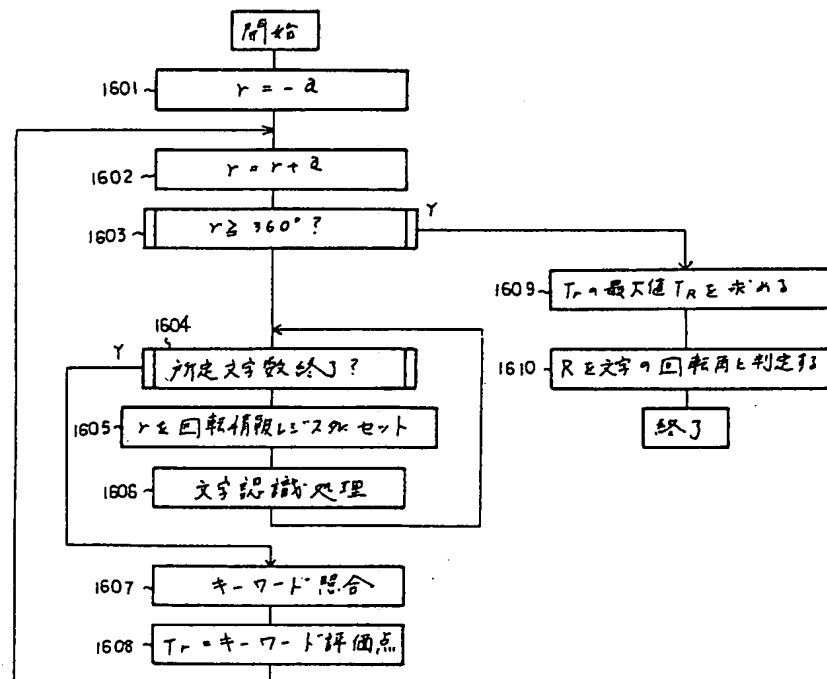 開始
1601
r = - a
1602
r = r + a
1603
r ≧ 360° ?
Y
1604
Y
所定文字数終了?
1605
rを回転情報レジスタにセット
1606
文字認識処理
1607
キーワード照合
1608
Tr = キーワード評価点
1609
Trの最大値TRを求める
1610
Rを文字の回転角と判定する
終了